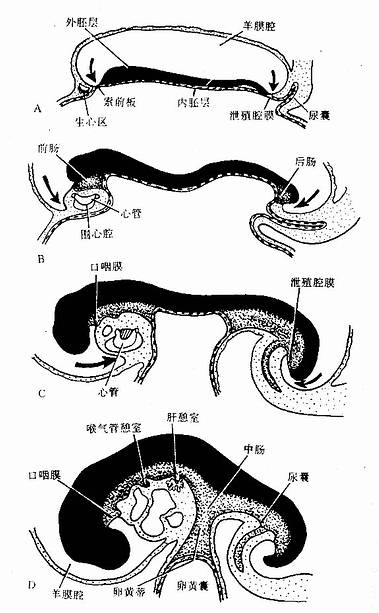 外胚层
羊膜腔
A
索前板
内胚层
泄殖腔膜
尿囊
生心区
前肠
后肠
心管
围心腔
B
口咽膜
泄殖腔膜
心管
C
肝憩室
喉气管憩室
中肠
口咽膜
尿囊
D
羊膜腔
卵黄蒂
卵黄囊